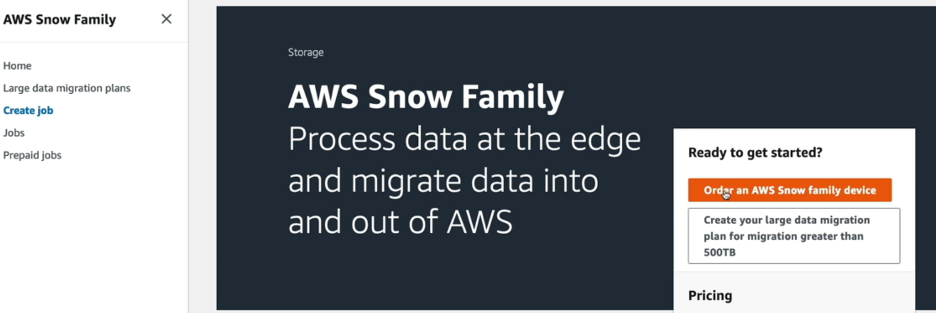 AWS Snow Family
Home
Large data migration plans
Create job
Jobs
Prepaid jobs
Storage
AWS Snow Family
Process data at the edge
and migrate data into
and out of AWS
Ready to get started?
Order an AWS Snow family device
Create your large data migration
plan for migration greater than
500TB
Pricing